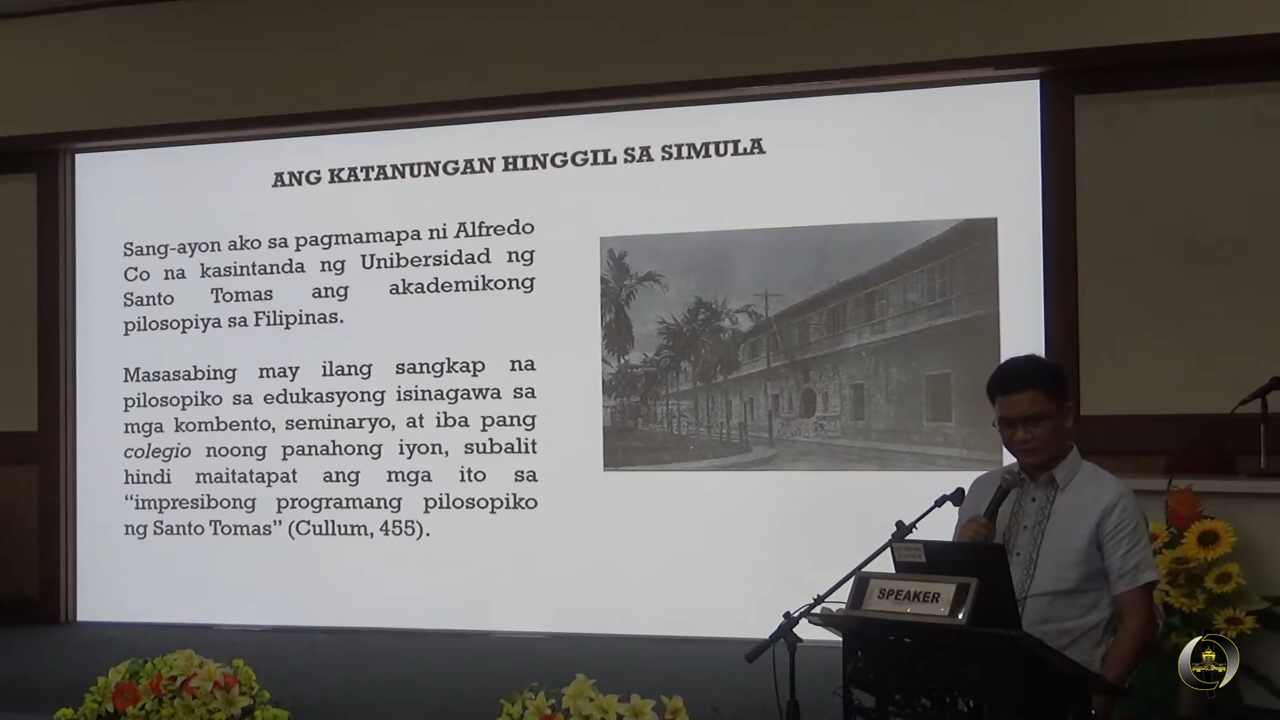 ANG KATANUNGAN HINGGIL SA SIMULA
Sang-ayon ako sa pagmamapa ni Alfredo
Co na kasintanda ng Unibersidad ng
Santo Tomas ang akademikong
pilosopiya sa Filipinas.
Masasabing may ilang sangkap na
pilosopiko sa edukasyong isinagawa sa
mga kombento, seminaryo, at iba pang
colegio noong panahong iyon, subalit
hindi maitatapat ang mga ito sa
“impresibong programang pilosopiko
ng Santo Tomas” (Cullum, 455).
SPEAKER